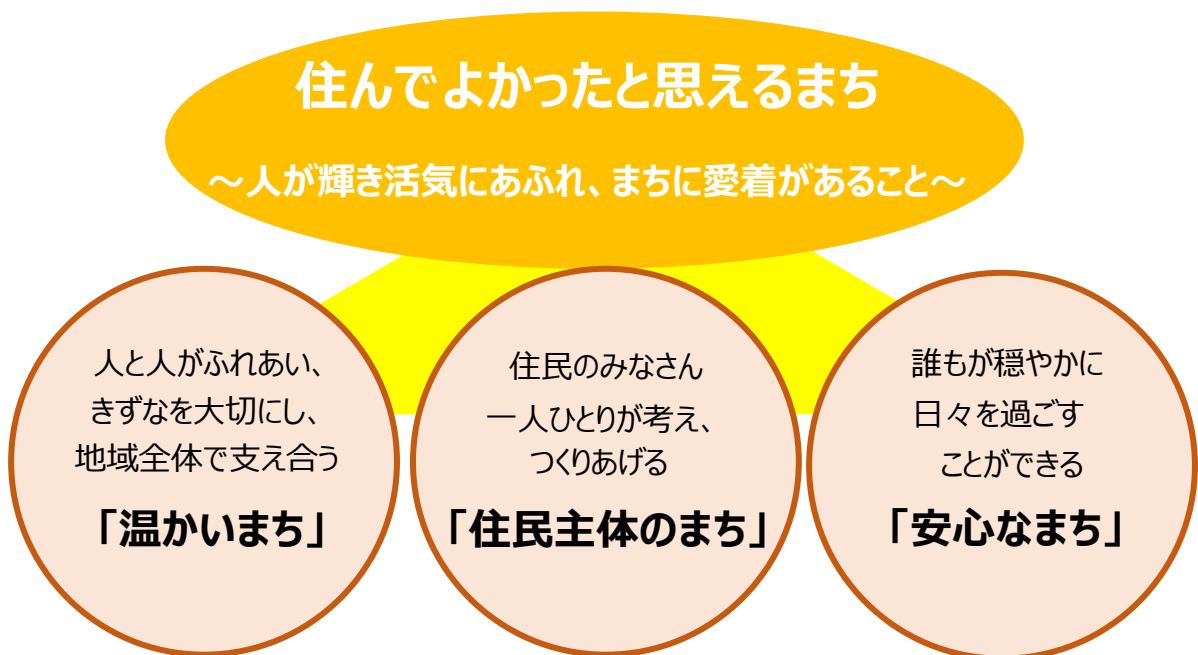 住んでよかったと思えるまち
～人が輝き活気にあふれ、まちに愛着があること～
人と人がふれあい、
きずなを大切にし、
地域全体で支え合う
「温かいまち」
住民のみなさん
一人ひとりが考え、
つくりあげる
「住民主体のまち」
誰もが穏やかに
日々を過ごす
ことができる
「安心なまち」